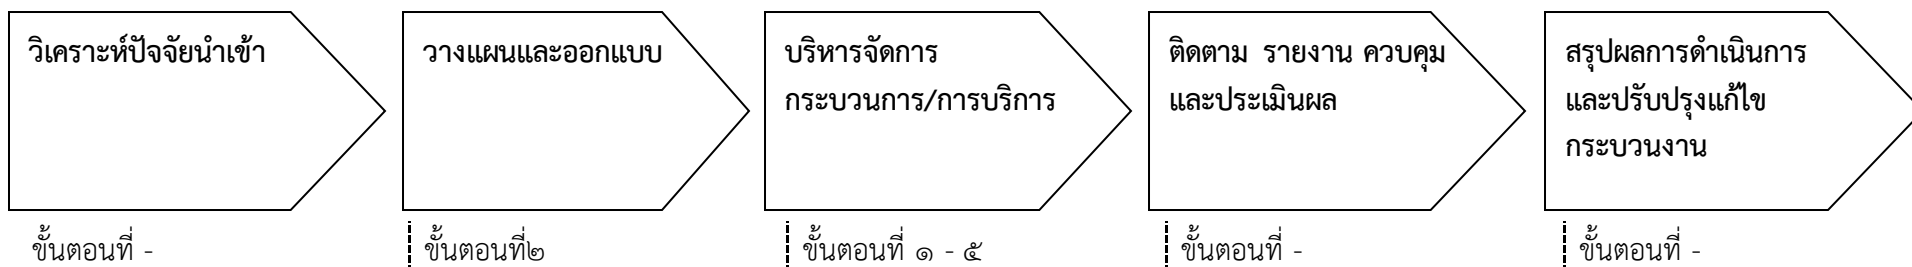 วิเคราะห์ปัจจัยนำเข้า
วางแผนและออกแบบ
บริหารจัดการ
กระบวนการ/การบริการ
ติดตาม รายงาน ควบคุม
และประเมินผล
สรุปผลการดำเนินการ
และปรับปรุงแก้ไข
กระบวนงาน
ขั้นตอนที่ -
ขั้นตอนที่๒
ขั้นตอนที่ ๑ - ๕
ขั้นตอนที่ -
ขั้นตอนที่ -